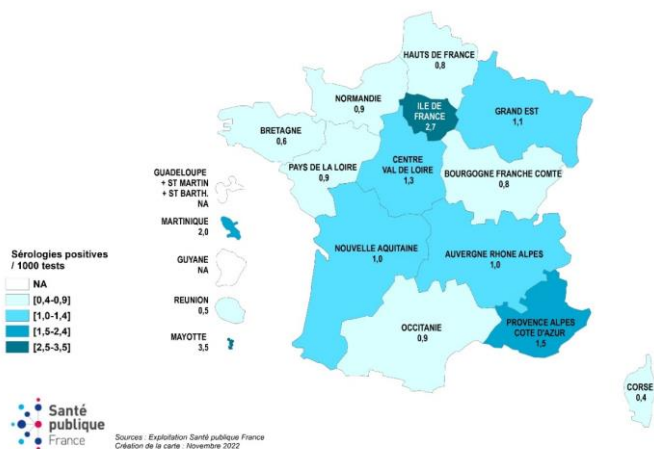 HAUTS DE FRANCE
0,8
NORMANDIE
0,9
ILE DE
FRANCE
2,7
GRAND EST
1,1
BRETAGNE
0,6
PAYS DE LA LOIRE
0,9
CENTRE
VAL DE LOIRE
1,3
BOURGOGNE FRANCHE COMTE
0,8
GUADELOUPE
+ ST MARTIN
+ ST BARTH.
NA
MARTINIQUE
2,0
GUYANE
NA
REUNION
0,5
MAYOTTE
3,5
NOUVELLE AQUITAINE
1,0
AUVERGNE RHONE ALPES
1,0
OCCITANIE
0,9
PROVENCE ALPES
COTE D'AZUR
1,5
CORSE
0,4
Sérologies positives
/ 1000 tests
NA
[0,4-0,9]
[1,0-1,4]
[1,5-2,4]
[2,5-3,5]
Santé
publique
France
Sources : Exploitation Santé publique France
Création de la carte : Novembre 2022